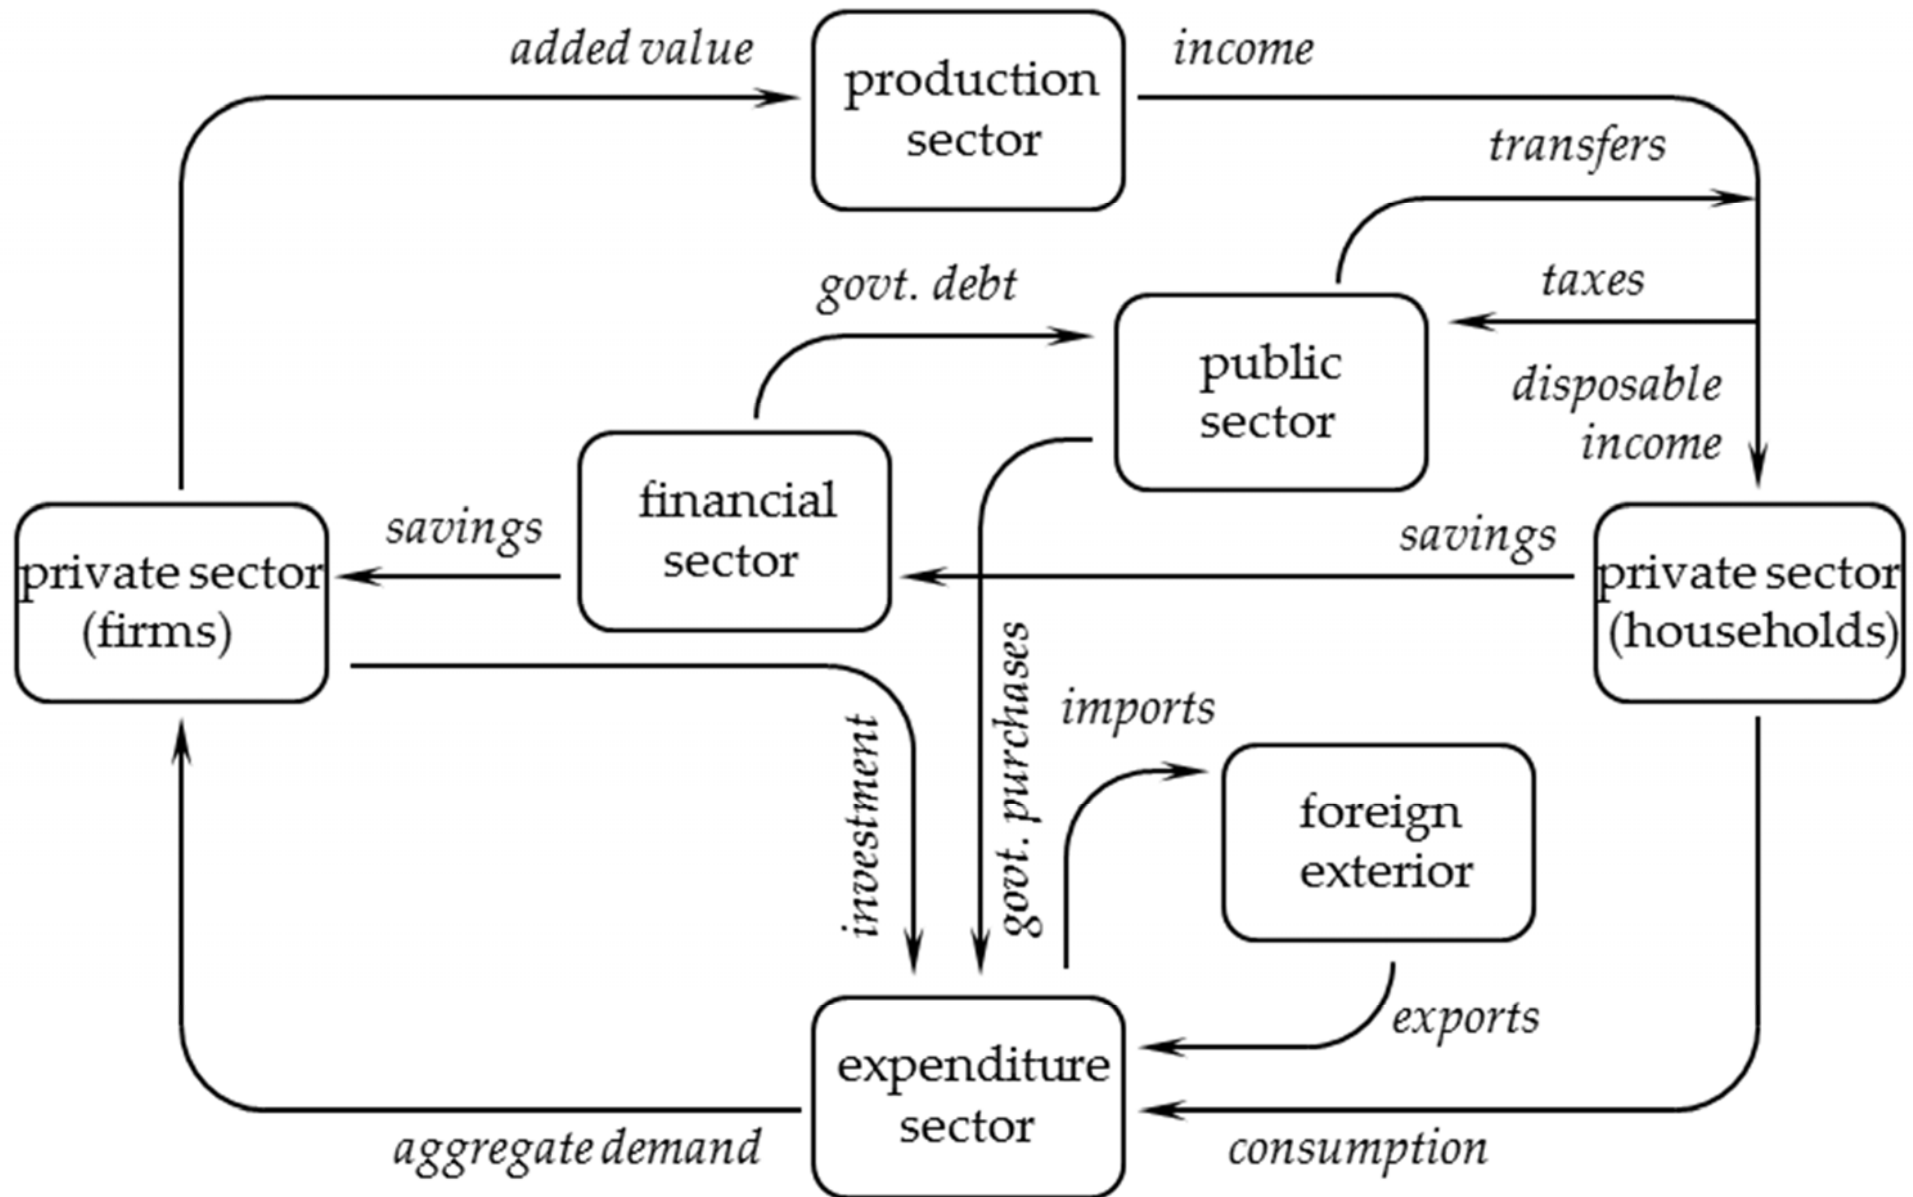 added value
production
sector
income
transfers
govt. debt
taxes
public
sector
disposable
income
financial
sector
savings
private sector
(firms)
savings
private sector
(households)
investment
govt. purchases
imports
foreign
exterior
exports
expenditure
sector
aggregate demand
consumption